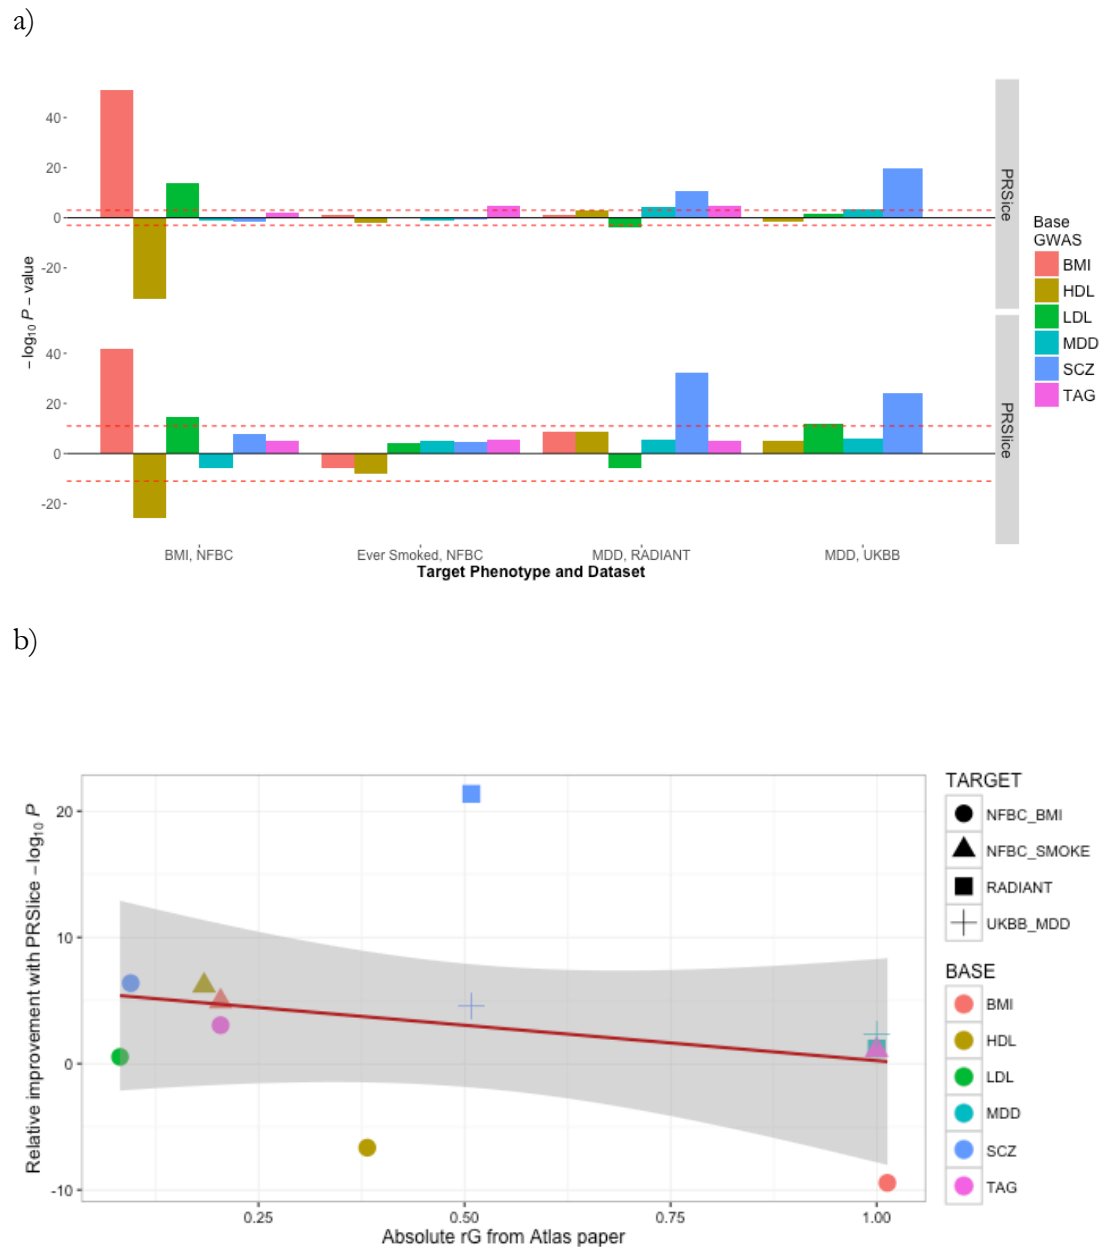 a)
40
20
0
-20
PRSice
40
20
0
-20
PRSlice
− log10 P − value
BMI, NFBC
Ever Smoked, NFBC
MDD, RADIANT
MDD, UKBB
Target Phenotype and Dataset
Base
GWAS
BMI
HDL
LDL
MDD
SCZ
TAG
b)
Relative improvement with PRSlice − log10 P
20
10
0
-10
0.25
0.50
0.75
1.00
Absolute rG from Atlas paper
TARGET
NFBC_BMI
NFBC_SMOKE
RADIANT
UKBB_MDD
BASE
BMI
HDL
LDL
MDD
SCZ
TAG